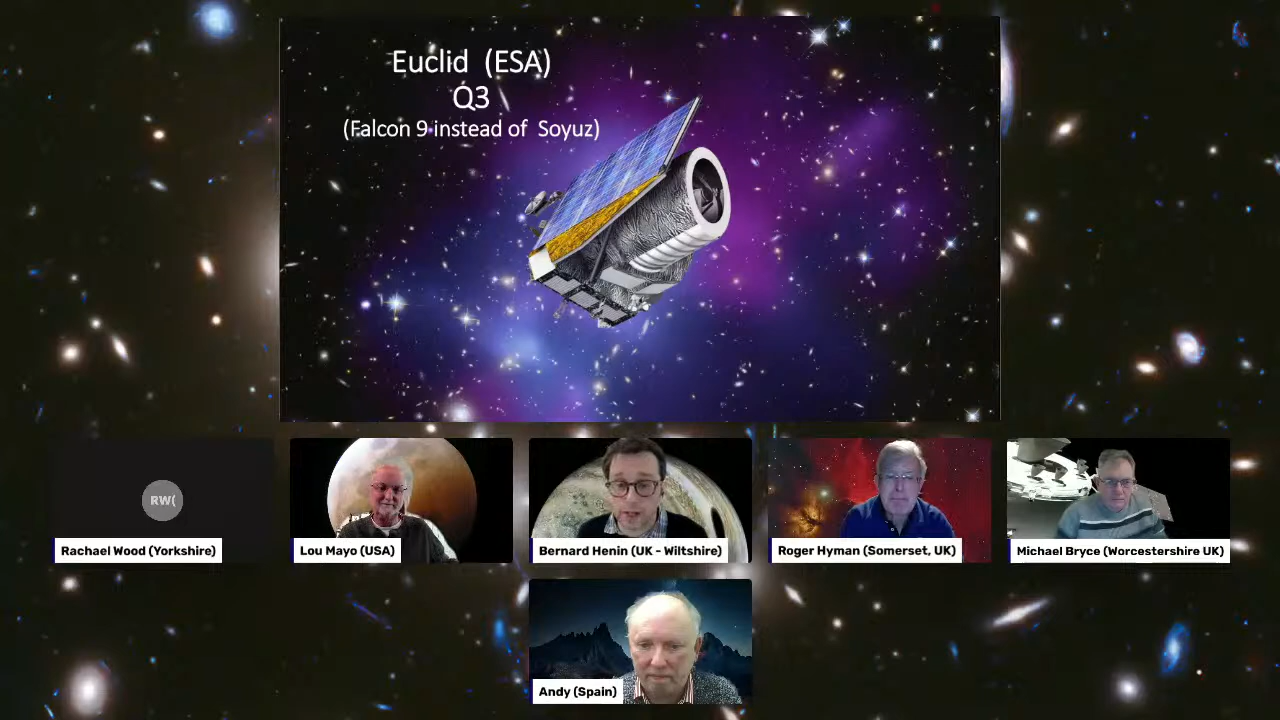 Euclid (ESA)
Q3
(Falcon 9 instead of Soyuz)
RW(
Rachael Wood (Yorkshire)
Lou Mayo (USA)
Bernard Henin (UK - Wiltshire)
Roger Hyman (Somerset, UK)
Michael Bryce (Worcestershire UK)
Andy (Spain)